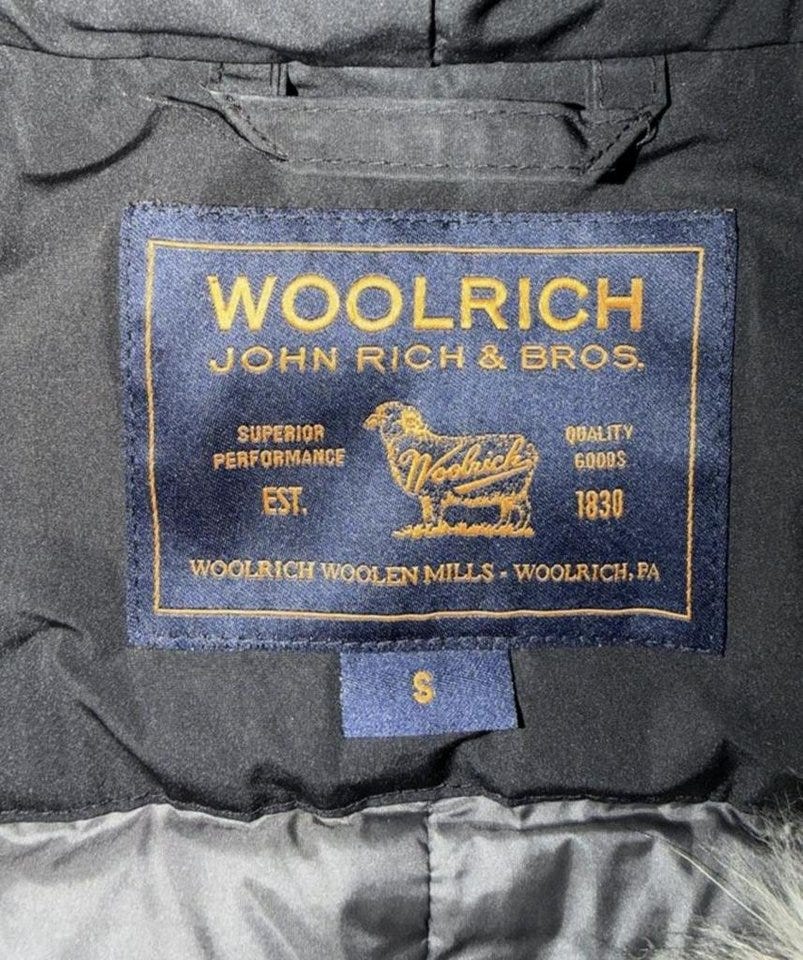 WOOLRICH
JOHN RICH & BROS.
SUPERIOR
PERFORMANCE
EST.
Woolrich
QUALITY
GOODS
1830
WOOLRICH WOOLEN MILLS - WOOLRICH, PA
S